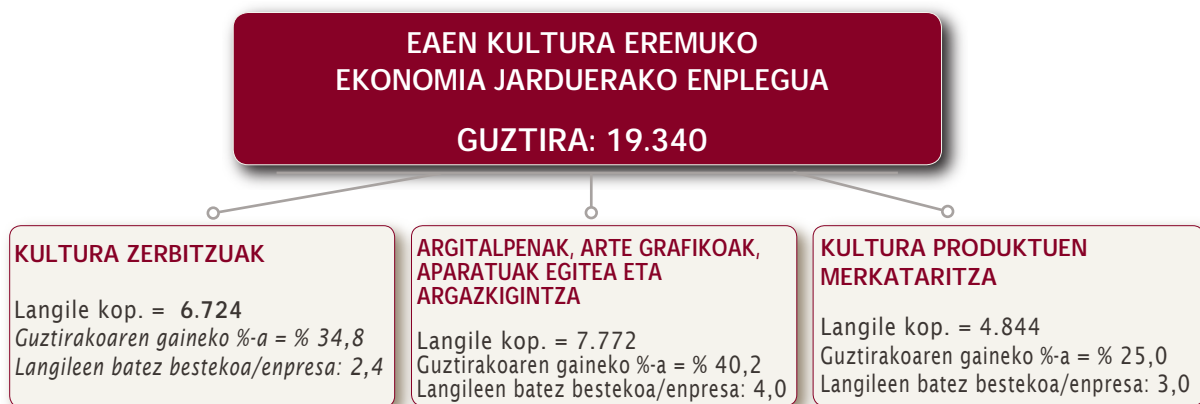 EAEN KULTURA EREMUKO
EKONOMIA JARDUERAKO ENPLEGUA
GUZTIRA: 19.340
KULTURA ZERBITZUAK
Langile kop. = 6.724
Guztirakoaren gaineko %-a = % 34,8
Langileen batez bestekoa/enpresa: 2,4
ARGITALPENAK, ARTE GRAFIKOAK,
APARATUAK EGITEA ETA
ARGAZKIGINTZA
Langile kop. = 7.772
Guztirakoaren gaineko %-a = % 40,2
Langileen batez bestekoa/enpresa: 4,0
KULTURA PRODUKTUEN
MERKATARITZA
Langile kop. = 4.844
Guztirakoaren gaineko %-a = % 25,0
Langileen batez bestekoa/enpresa: 3,0